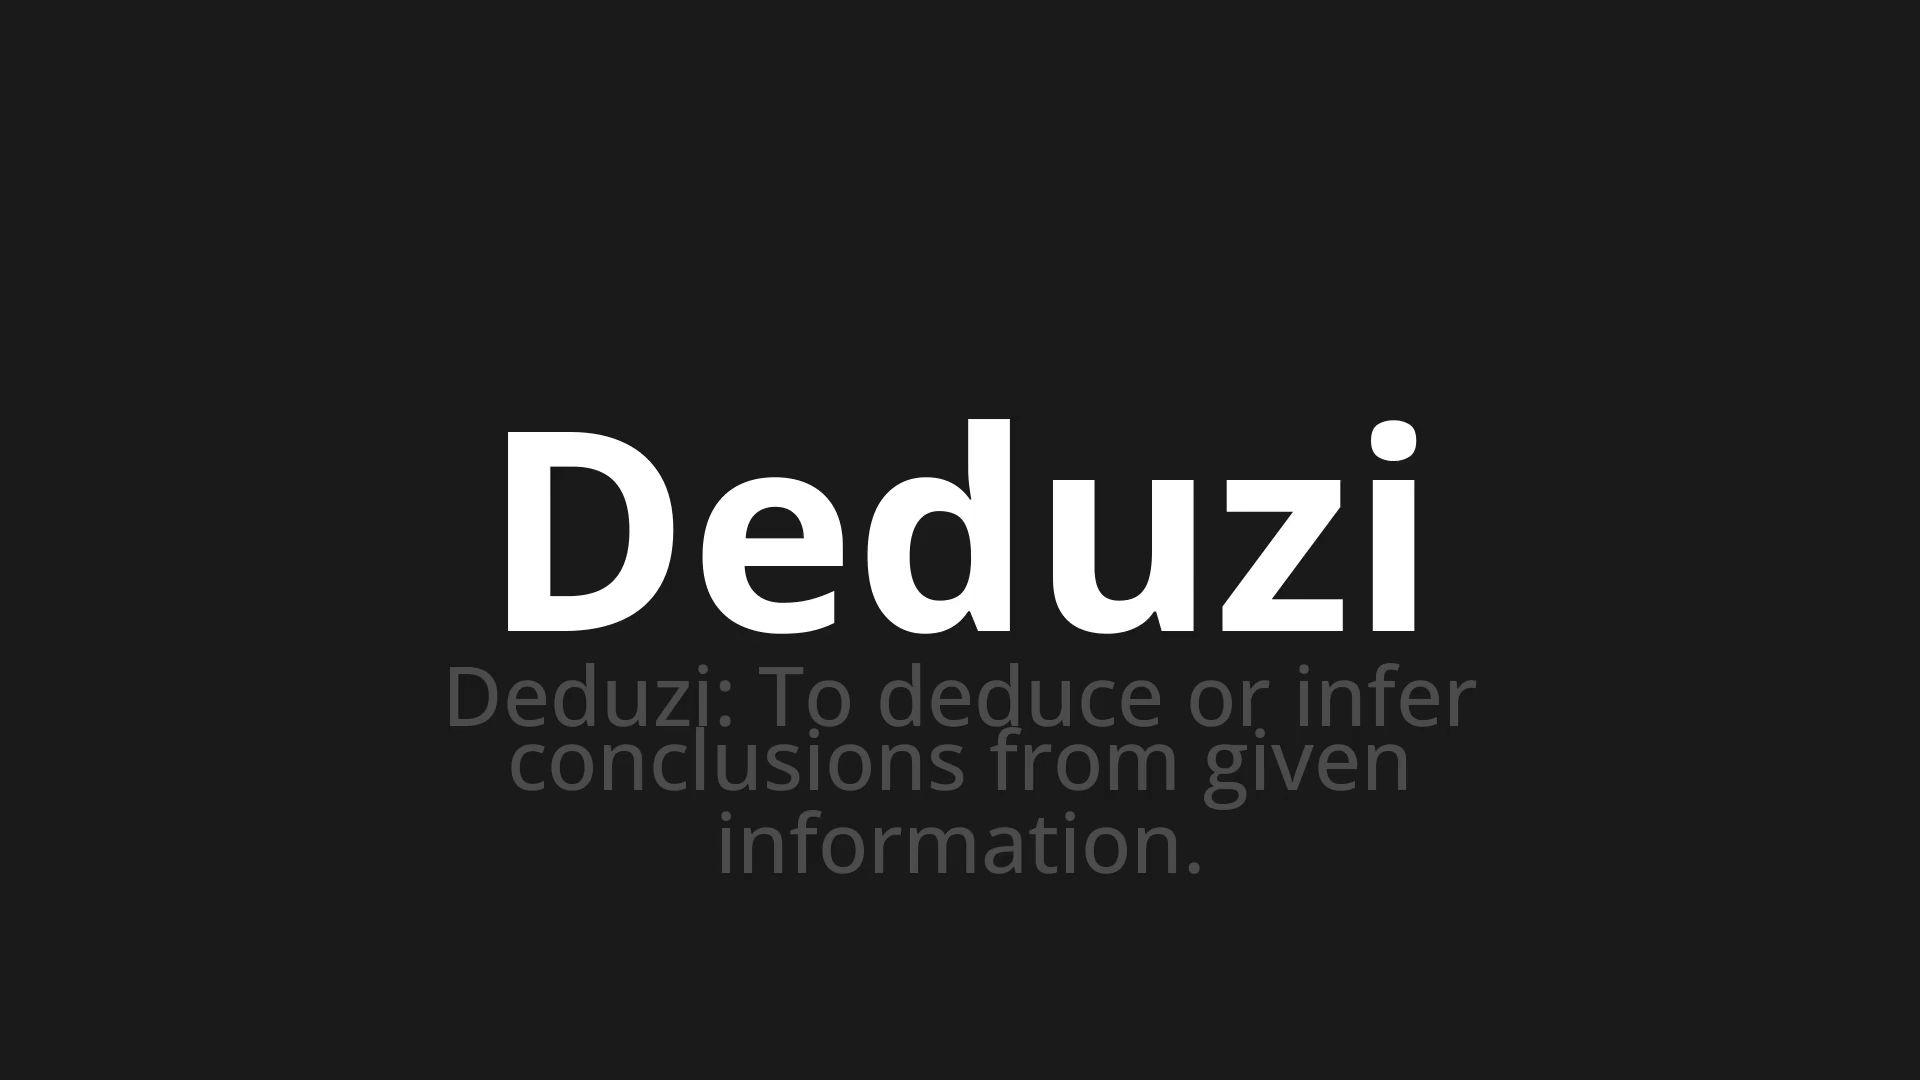 Deduzi
Deduzi: To deduce or infer
conclusions from given
information.